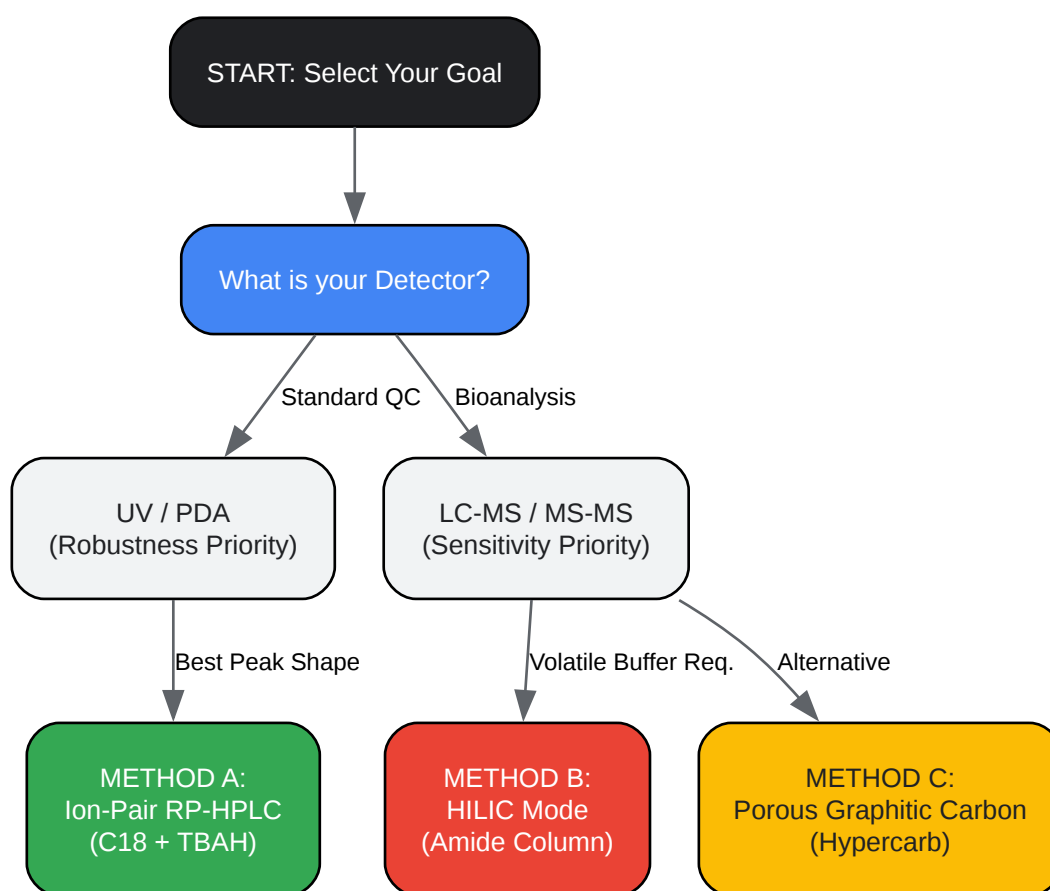 START: Select Your Goal
What is your Detector?
Standard QC
Bioanalysis
UV / PDA
(Robustness Priority)
LC-MS / MS-MS
(Sensitivity Priority)
Best Peak Shape
Volatile Buffer Req.
Alternative
METHOD A:
Ion-Pair RP-HPLC
(C18 + TBAH)
METHOD B:
HILIC Mode
(Amide Column)
METHOD C:
Porous Graphitic Carbon
(Hypercarb)